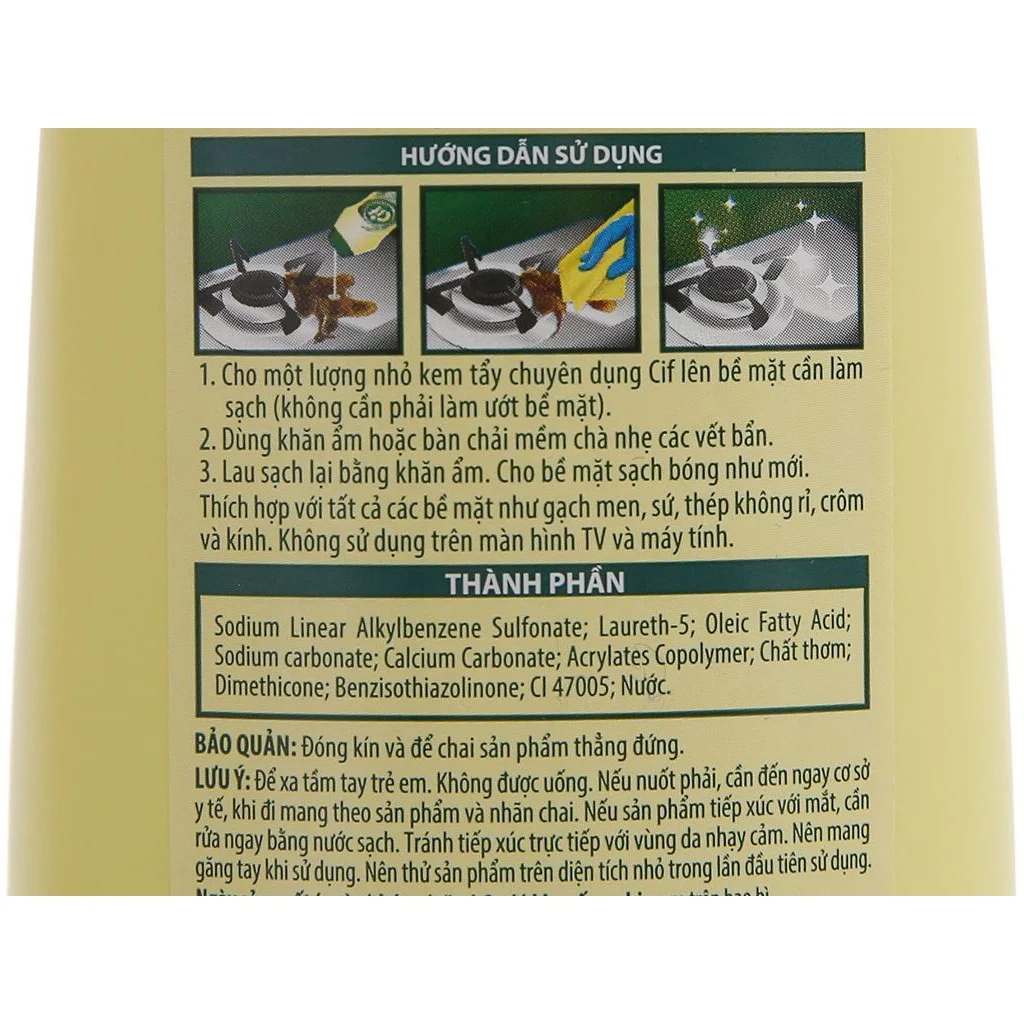 HƯỚNG DẪN SỬ DỤNG
1. Cho một lượng nhỏ kem tẩy chuyên dụng Cif lên bề mặt cần làm
sạch (không cần phải làm ướt bề mặt).
2. Dùng khăn ẩm hoặc bàn chải mềm chà nhẹ các vết bẩn.
3. Lau sạch lại bằng khăn ẩm. Cho bề mặt sạch bóng như mới.
Thích hợp với tất cả các bề mặt như gạch men, sứ, thép không rỉ, crôm
và kính. Không sử dụng trên màn hình TV và máy tính.
THÀNH PHẦN
Sodium Linear Alkylbenzene Sulfonate; Laureth-5; Oleic Fatty Acid;
Sodium carbonate; Calcium Carbonate; Acrylates Copolymer; Chất thơm;
Dimethicone; Benzisothiazolinone; CI 47005; Nước.
BẢO QUẢN: Đóng kín và để chai sản phẩm thẳng đứng.
LƯU Ý: Để xa tầm tay trẻ em. Không được uống. Nếu nuốt phải, cần đến ngay cơ sở
y tế, khi đi mang theo sản phẩm và nhãn chai. Nếu sản phẩm tiếp xúc với mắt, cần
rửa ngay bằng nước sạch. Tránh tiếp xúc trực tiếp với vùng da nhạy cảm. Nên mang
găng tay khi sử dụng. Nên thử sản phẩm trên diện tích nhỏ trong lần đầu tiên sử dụng.
trên bao bì